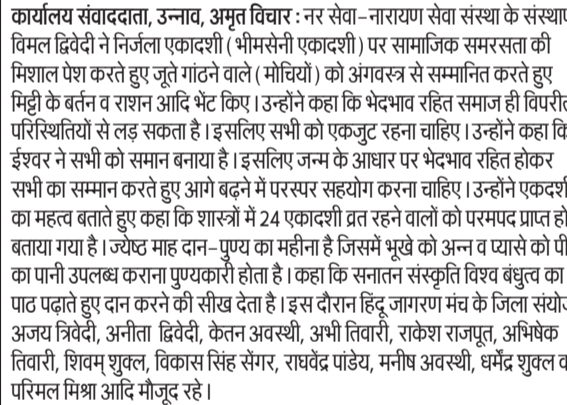 कार्यालय संवाददाता, उन्नाव, अमृत विचार : नर सेवा-नारायण सेवा संस्था के
विमल द्विवेदी ने निर्जला एकादशी ( भीमसेनी एकादशी ) पर सामाजिक समरसता की
मिशाल पेश करते हुए जूते गांठने वाले ( मोचियों ) को अंगवस्त्र से सम्मानित करते हुए
मिट्टी के बर्तन व राशन आदि भेंट किए । उन्होंने कहा कि भेदभाव रहित समाज ही
परिस्थितियों से लड़ सकता है । इसलिए सभी को एकजुट रहना चाहिए । उन्होंने कहा
ईश्वर ने सभी को समान बनाया है । इसलिए जन्म के आधार पर भेदभाव रहित होकर
सभी का सम्मान करते हुए आगे बढ़ने में परस्पर सहयोग करना चाहिए । उन्होंने
का महत्व बताते हुए कहा कि शास्त्रों में 24 एकादशी व्रत रहने वालों को परमपद प्राप्त
बताया गया है । ज्येष्ठ माह दान-पुण्य का महीना है जिसमें भूखे को अन्न व प्यासे को
का पानी उपलब्ध कराना पुण्यकारी होता है । कहा कि सनातन संस्कृति विश्व बंधुत्व का
पाठ पढ़ाते हुए दान करने की सीख देता है । इस दौरान हिंदू जागरण मंच के जिला
अजय त्रिवेदी, अनीता द्विवेदी, केतन अवस्थी, अभी तिवारी, राकेश राजपूत, अभिषेक
तिवारी, शिवम् शुक्ल, विकास सिंह सेंगर, राघवेंद्र पांडेय, मनीष अवस्थी, धर्मेंद्र शुक्ल व
परिमल मिश्रा आदि मौजूद रहे ।